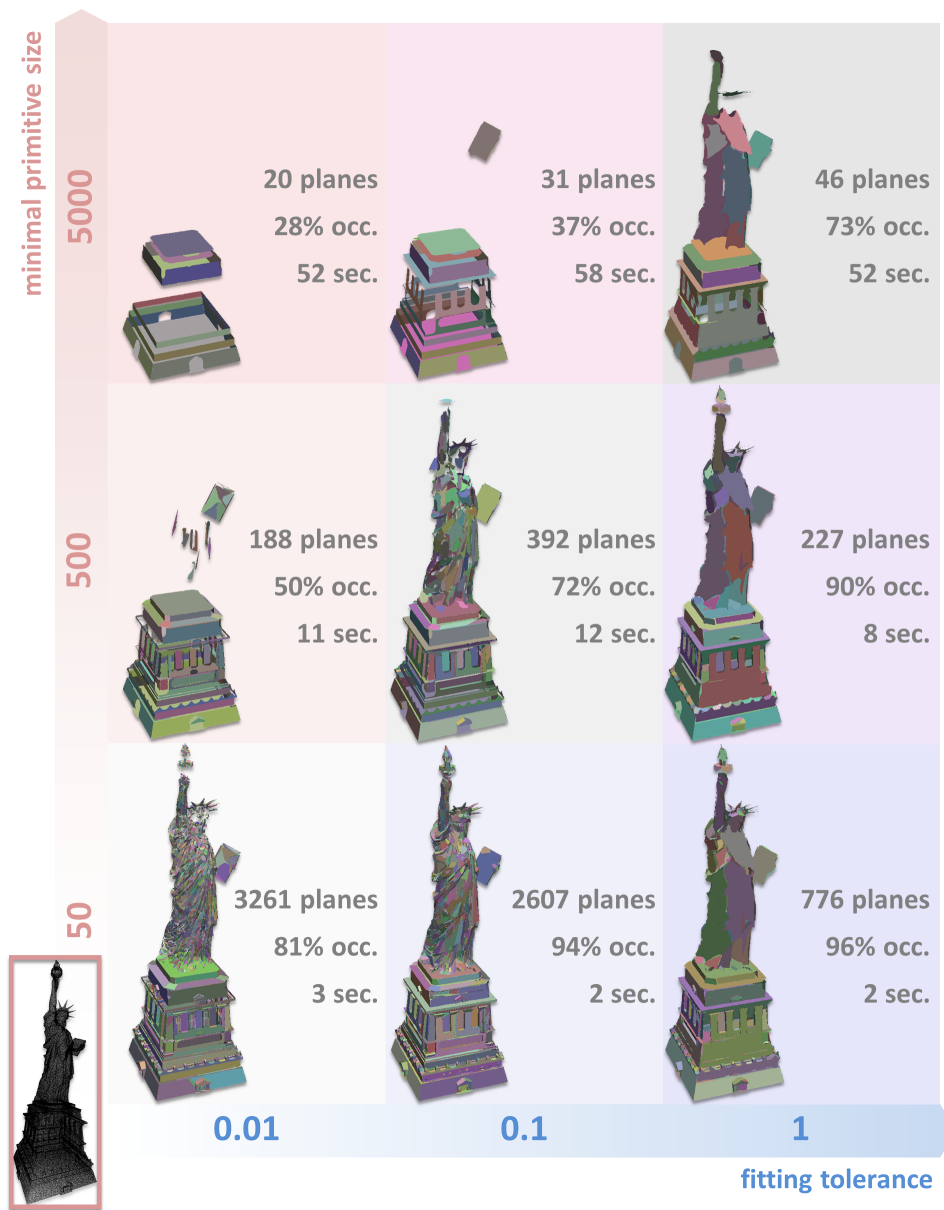 minimal primitive size
5000
20 planes
28% occ.
52 sec.
31 planes
37% occ.
58 sec.
46 planes
73% occ.
52 sec.
500
188 planes
50% occ.
11 sec.
392 planes
72% occ.
12 sec.
227 planes
90% occ.
8 sec.
50
3261 planes
81% occ.
3 sec.
2607 planes
94% occ.
2 sec.
776 planes
96% occ.
2 sec.
0.01
0.1
1
fitting tolerance